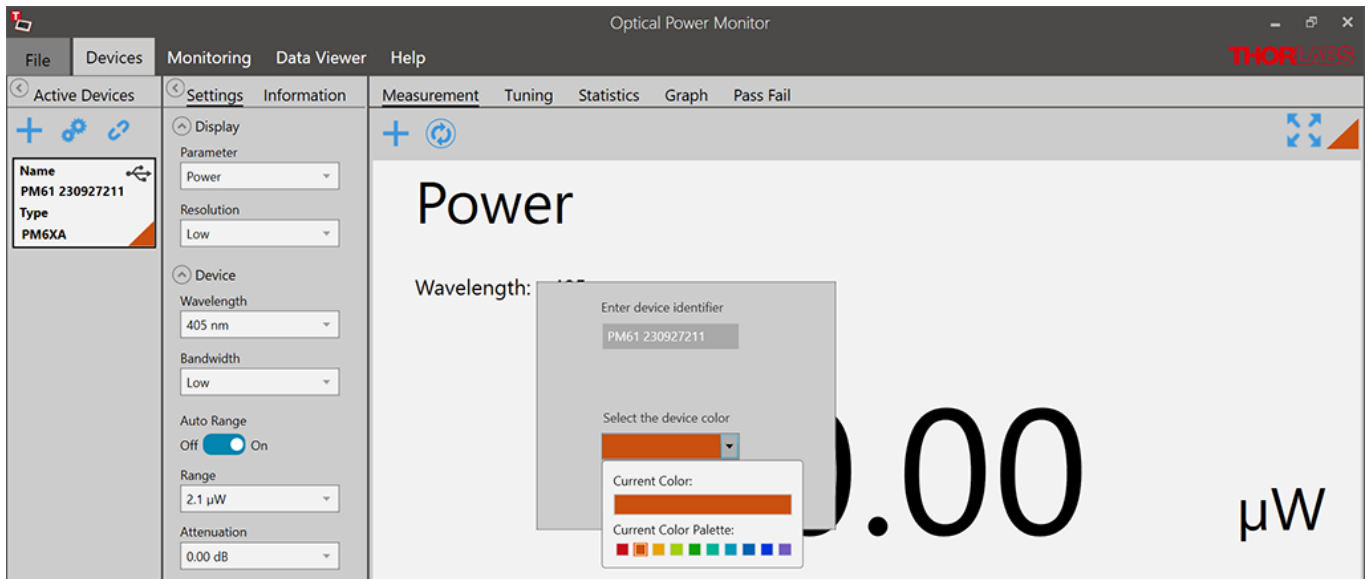 Optical Power Monitor
File Devices Monitoring Data Viewer Help
THORLABS
Active Devices
Settings Information
Measurement Tuning Statistics Graph Pass Fail
Name
PM61 230927211
Type
PM6XA
Display
Parameter
Power
Resolution
Low
Device
Wavelength
405 nm
Bandwidth
Low
Auto Range
Off On
Range
2.1 µW
Attenuation
0.00 dB
Power
Wavelength:
Enter device identifier
PM61 230927211
Select the device color
Current Color:
Current Color Palette:
0.00
µW